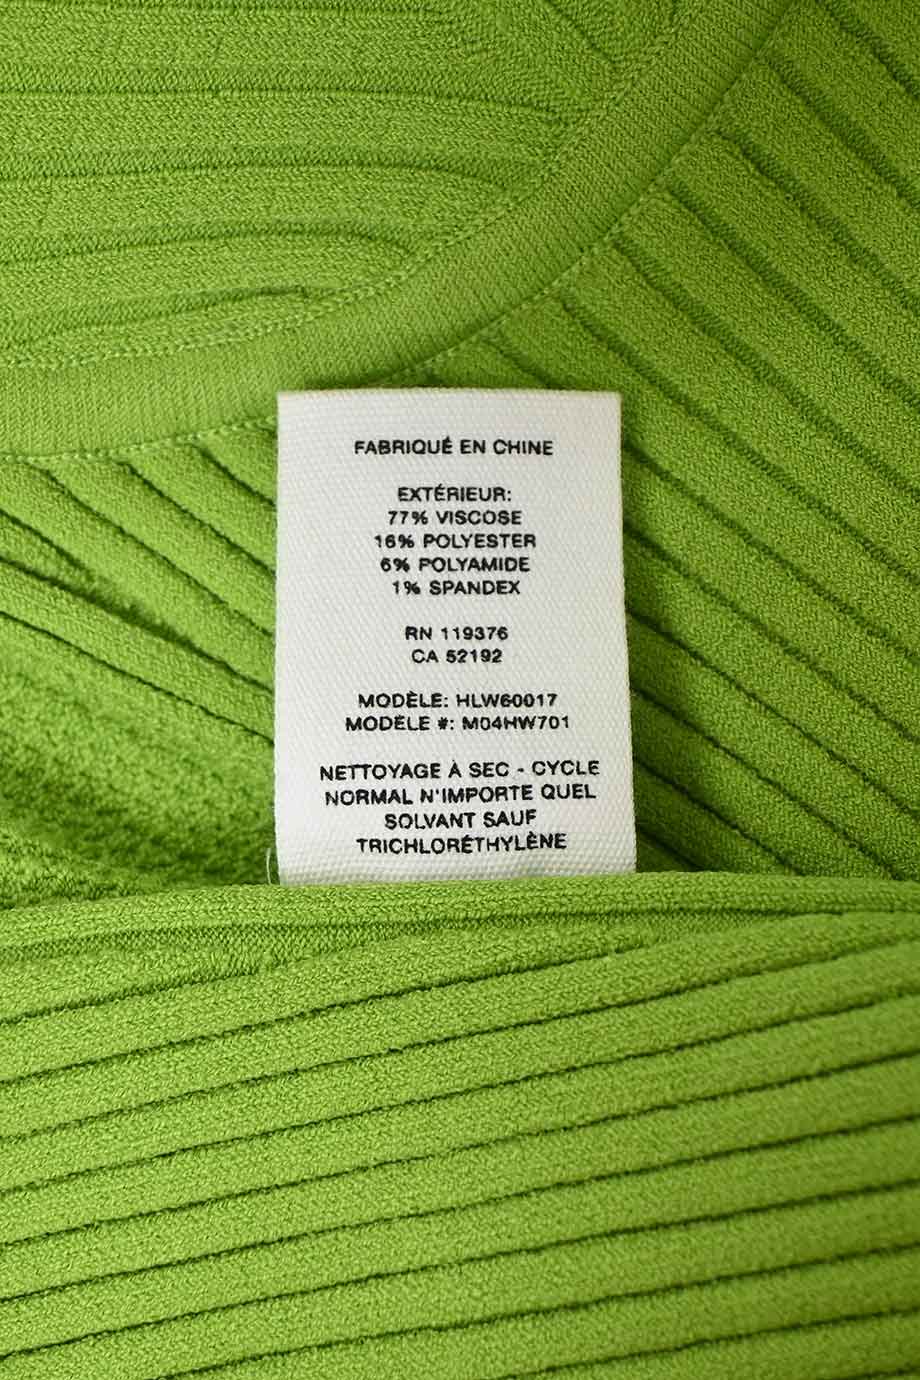 FABRIQUÉ EN CHINE
EXTÉRIEUR:
77% VISCOSE
16% POLYESTER
6% POLYAMIDE
1% SPANDEX
RN 119376
CA 52192
MODÈLE: HLW60017
MODÈLE #: M04HW701
NETTOYAGE À SEC - CYCLE
NORMAL N'IMPORTE QUEL
SOLVANT SAUF
TRICHLORÉTHYLÈNE